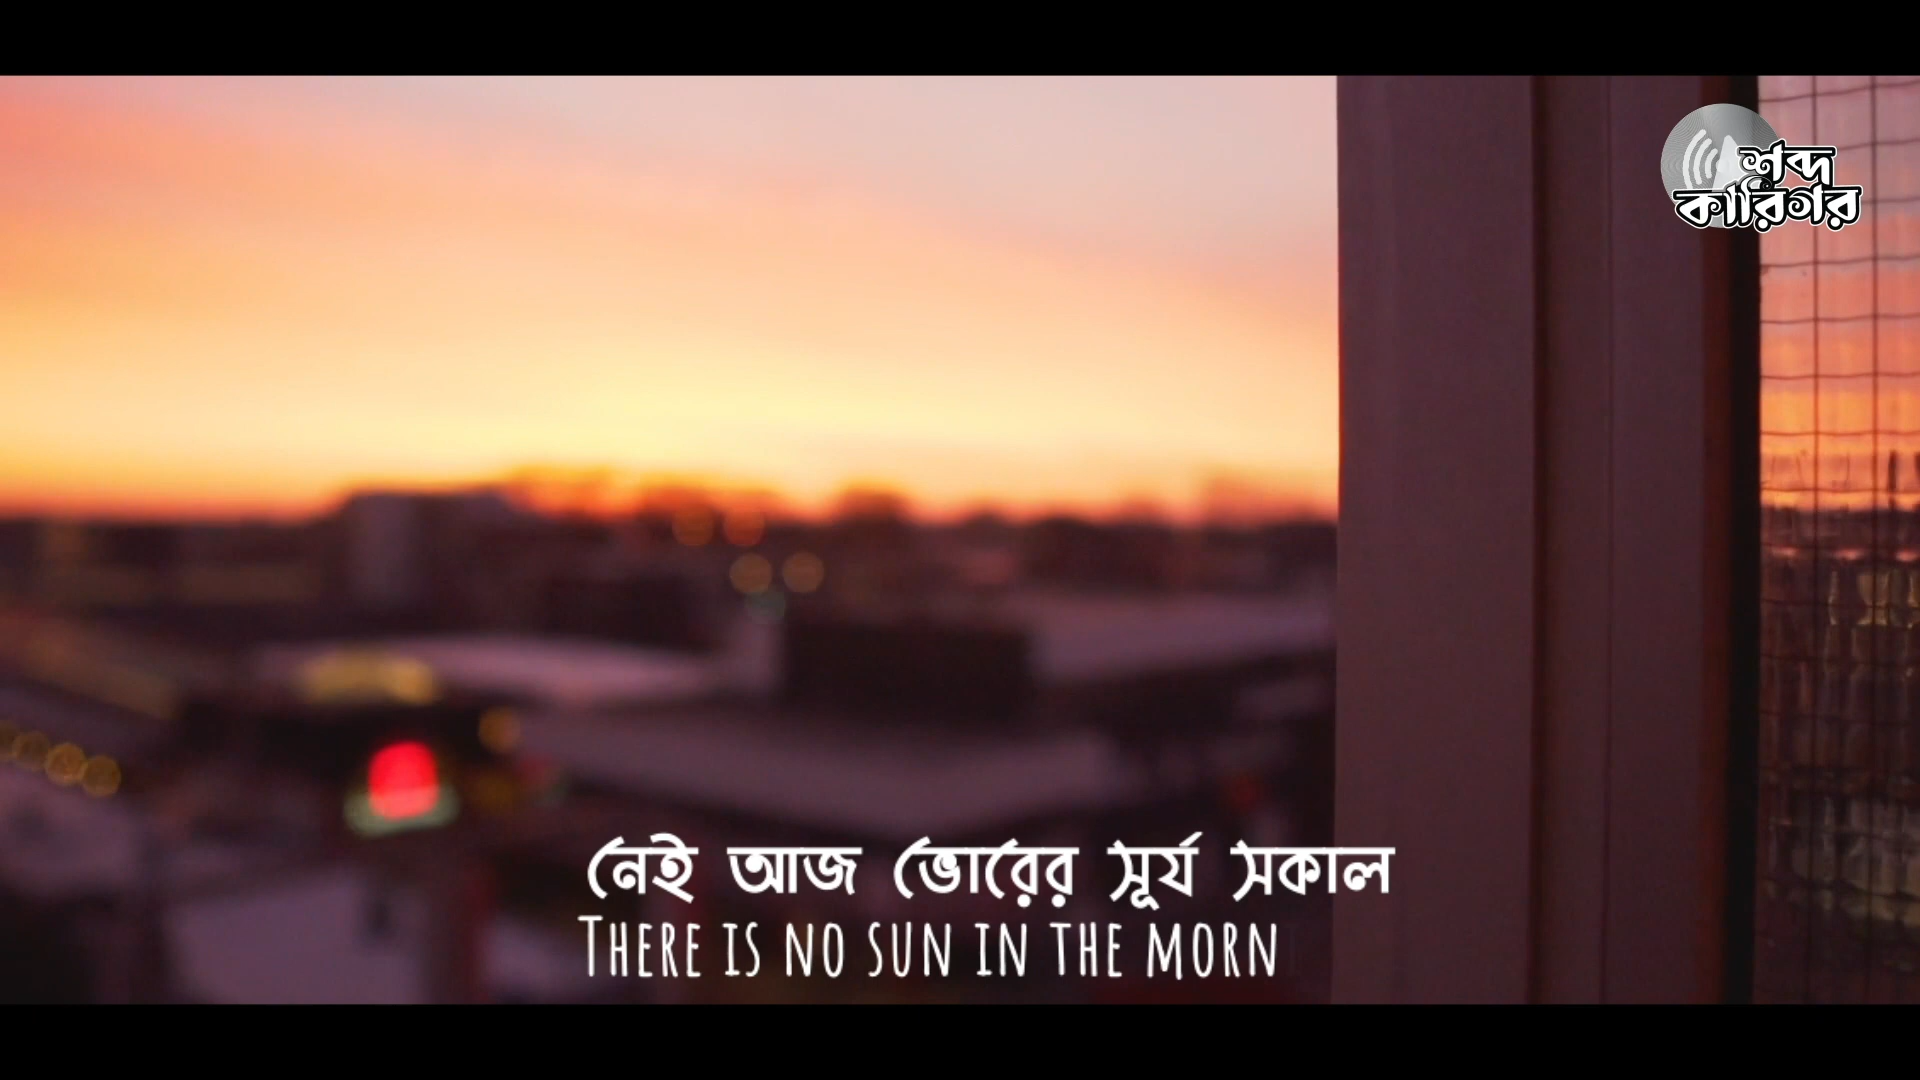 শব্দ
কারিগর
নেই আজ ভোরের সূর্য সকাল
THERE IS NO SUN IN THE MORN